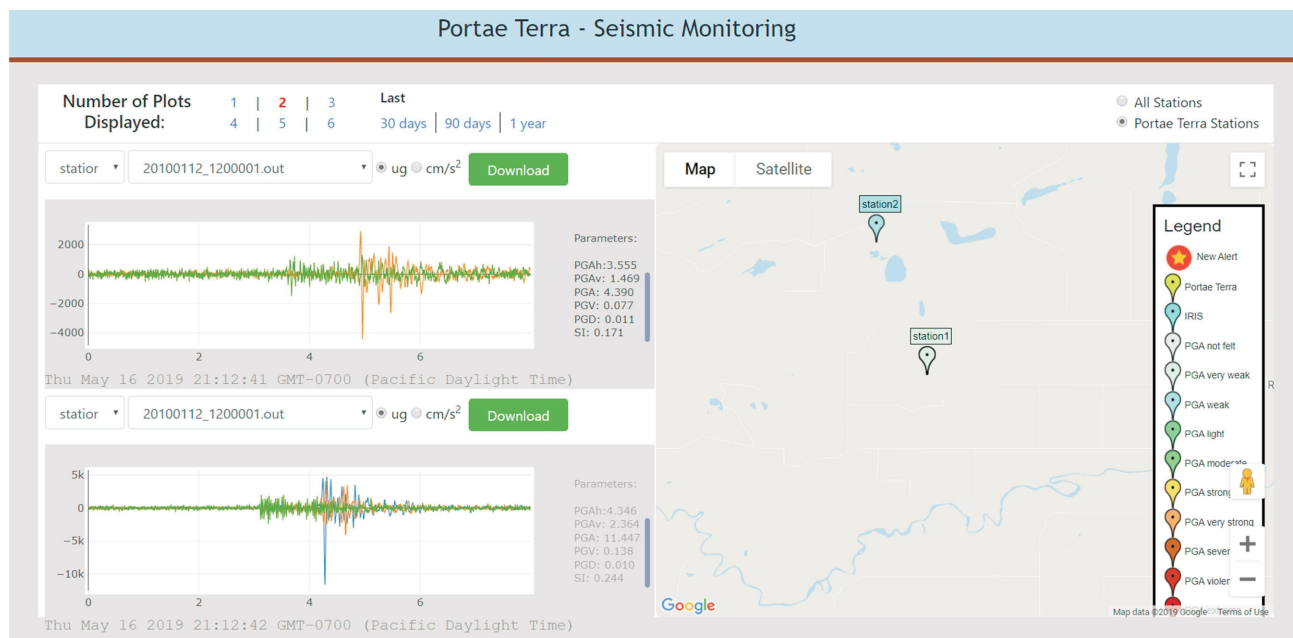 Portae Terra - Seismic Monitoring
Number of Plots Displayed:
1 | 2 | 3
4 | 5 | 6
Last
30 days | 90 days | 1 year
All Stations
Portae Terra Stations
statior 20100112_1200001.out ug cm/s² Download
2000
0
−2000
−4000
0 2 4 6
Parameters:
PGAh:3.555
PGAv: 1.469
PGA: 4.390
PGV: 0.077
PGD: 0.011
SI: 0.171
Thu May 16 2019 21:12:41 GMT-0700 (Pacific Daylight Time)
statior 20100112_1200001.out ug cm/s² Download
5k
0
−5k
−10k
0 2 4 6
Parameters:
PGAh:4.346
PGAv: 2.364
PGA: 11.447
PGV: 0.138
PGD: 0.010
SI: 0.244
Thu May 16 2019 21:12:42 GMT-0700 (Pacific Daylight Time)
Map Satellite
station2
station1
Legend
New Alert
Portae Terra
IRIS
PGA not felt
PGA very weak
PGA weak
PGA light
PGA moderate
PGA strong
PGA very strong
PGA sever
PGA violen
R
+
−
Google
Map data ©2019 Google Terms of Use